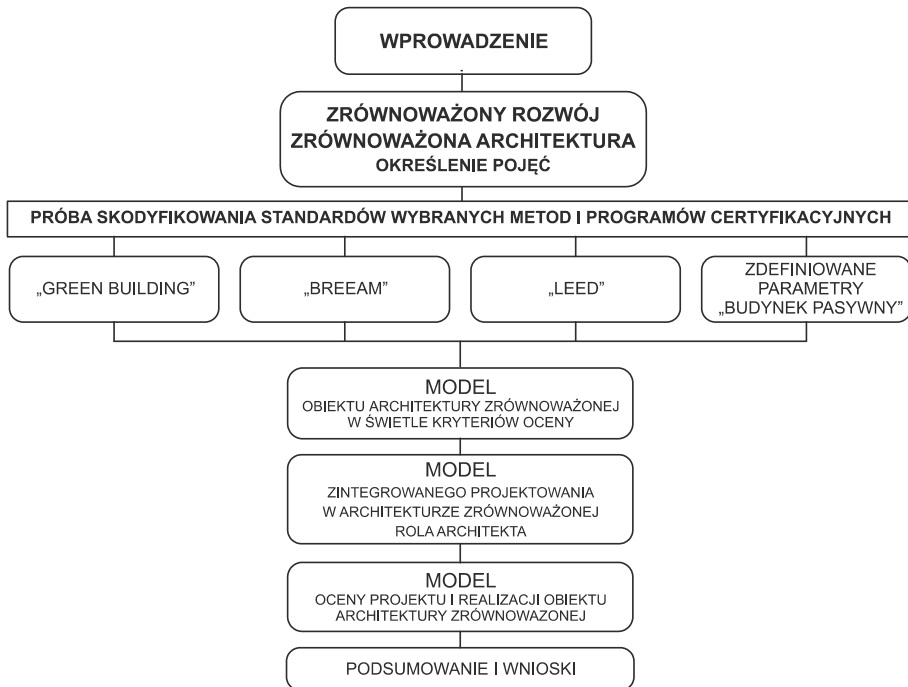 WPROWADZENIE
ZRÓWNOWAŻONY ROZWÓJ
ZRÓWNOWAŻONA ARCHITEKTURA
OKREŚLENIE POJĘĆ
PRÓBA SKODYFIKOWANIA STANDARDÓW WYBRANYCH METOD I PROGRAMÓW CERTYFIKACYJNYCH
„GREEN BUILDING”
„BREEAM”
„LEED”
ZDEFINIOWANE
PARAMETRY
„BUDYNEK PASYWNY”
MODEL
OBIEKTU ARCHITEKTURY ZRÓWNOWAŻONEJ
W ŚWIETLE KRYTERIÓW OCENY
MODEL
ZINTEGROWANEGO PROJEKTOWANIA
W ARCHITEKTURZE ZRÓWNOWAŻONEJ
ROLA ARCHITEKTA
MODEL
OCENY PROJEKTU I REALIZACJI OBIEKTU
ARCHITEKTURY ZRÓWNOWAZONEJ
PODSUMOWANIE I WNIOSKI